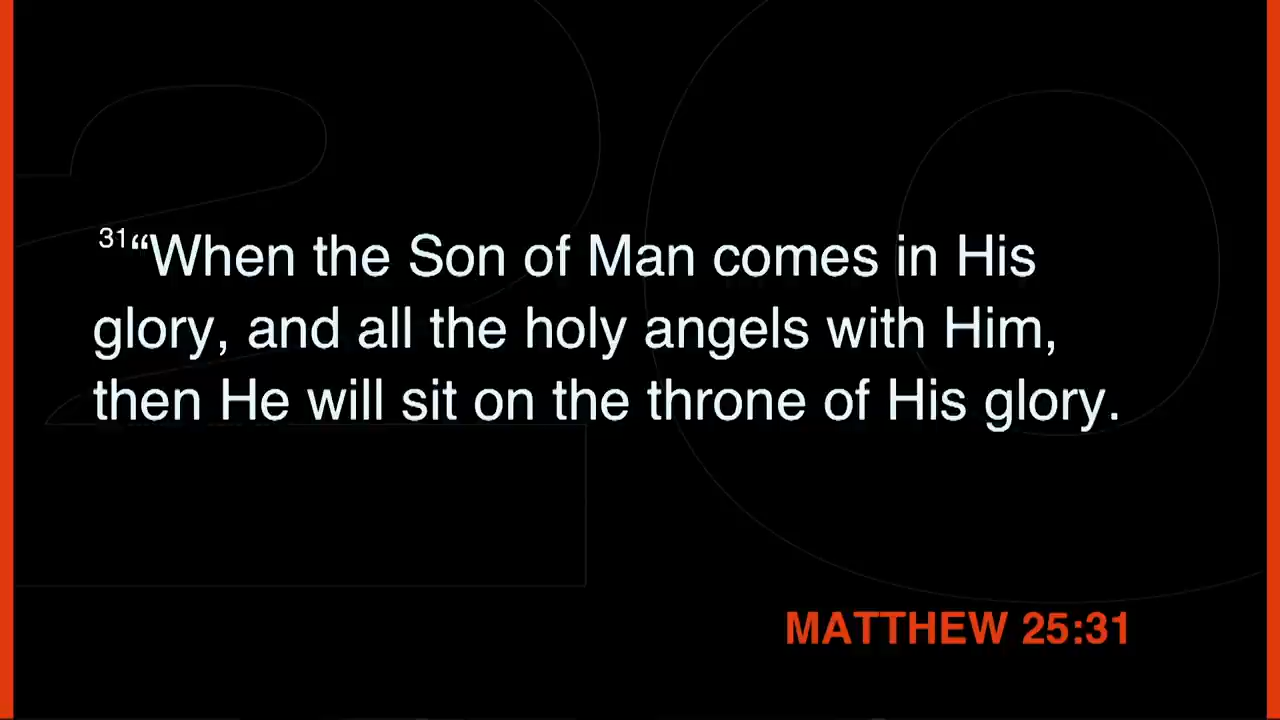 31“When the Son of Man comes in His
glory, and all the holy angels with Him,
then He will sit on the throne of His glory.
MATTHEW 25:31